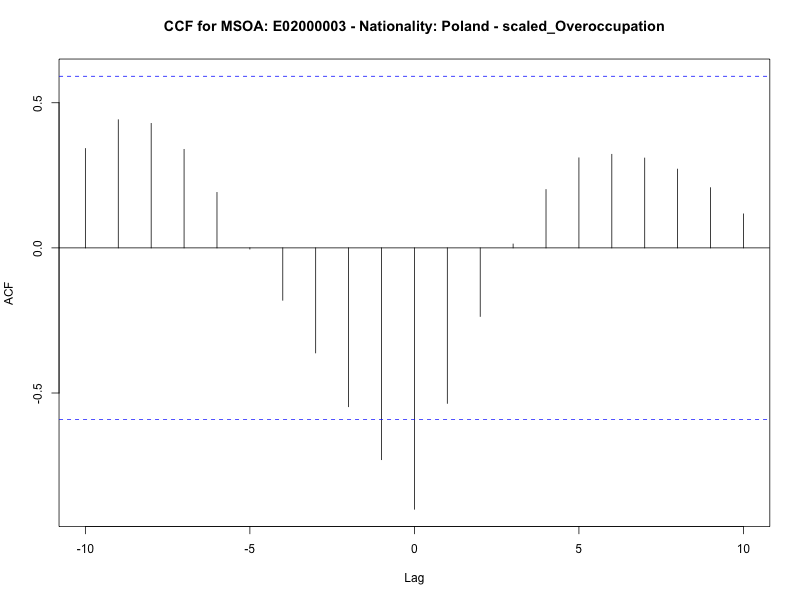 CCF for MSOA: E02000003 - Nationality: Poland - scaled_Overoccupation
0.5
0.0
-0.5
ACF
-10
-5
0
5
10
Lag